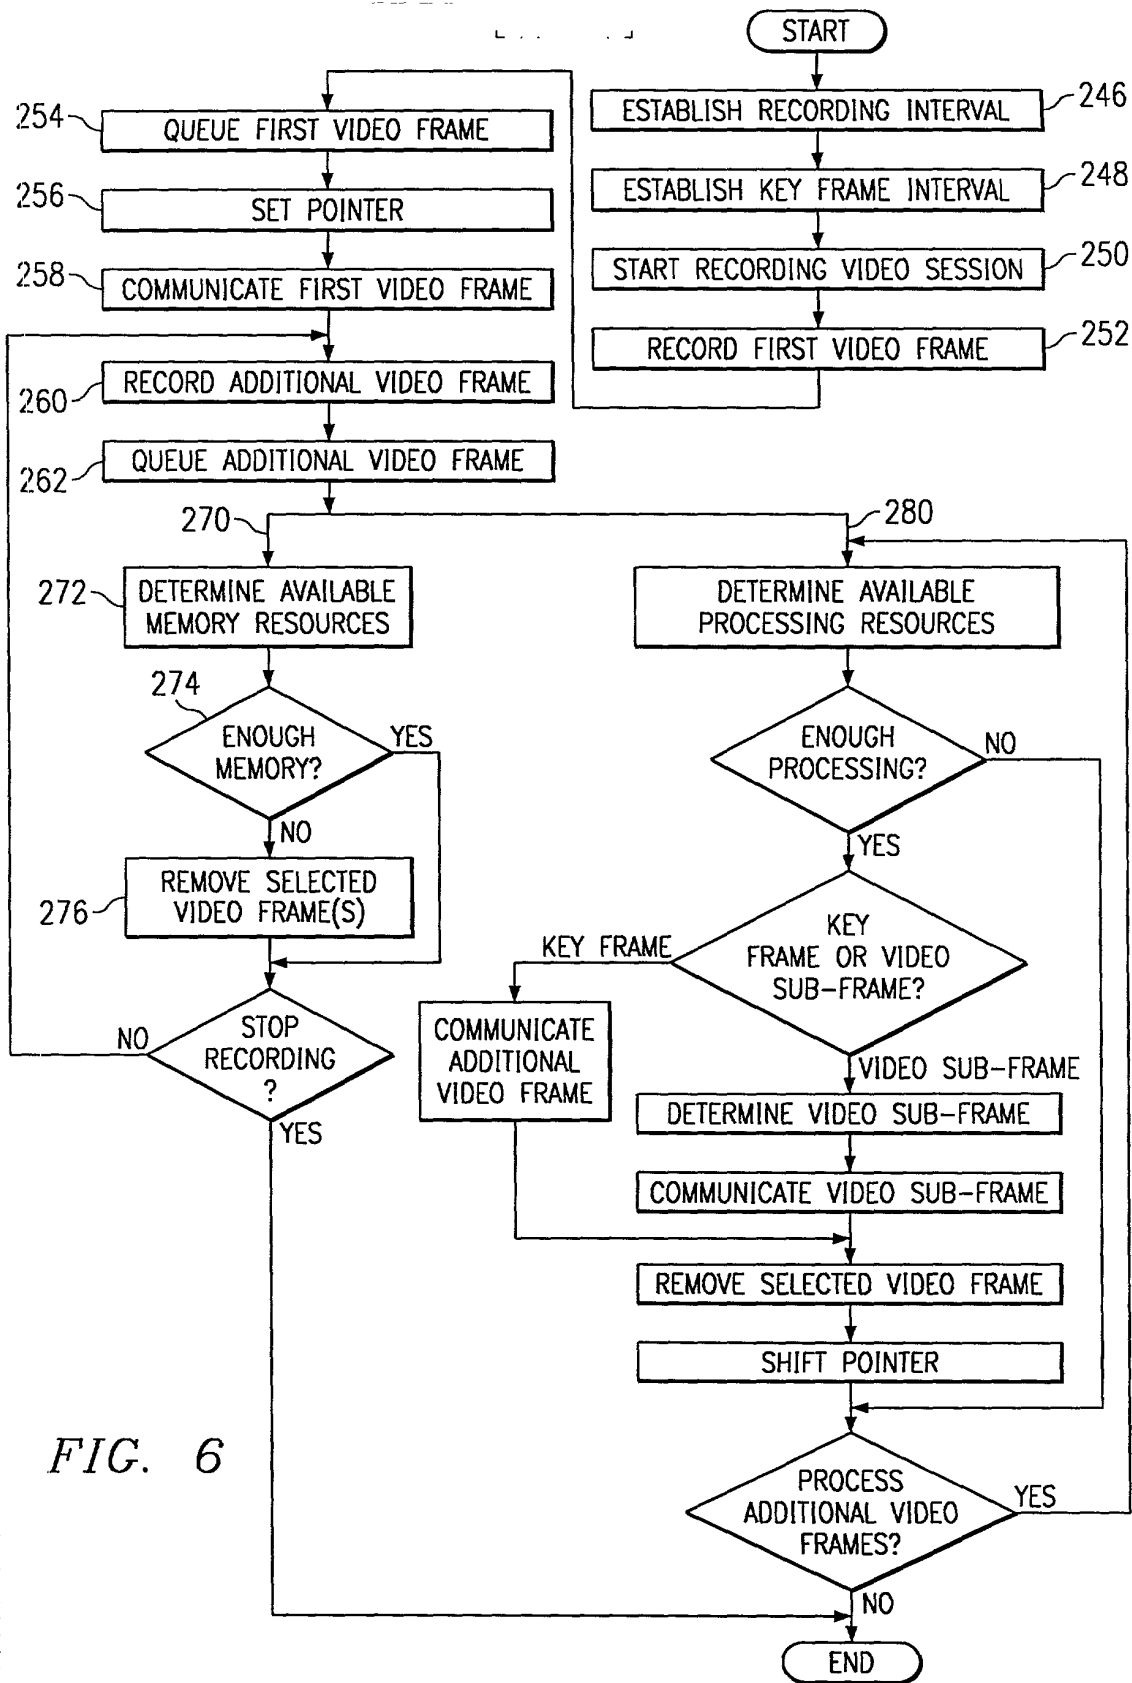 START
246
ESTABLISH RECORDING INTERVAL
248
ESTABLISH KEY FRAME INTERVAL
250
START RECORDING VIDEO SESSION
252
RECORD FIRST VIDEO FRAME
254
QUEUE FIRST VIDEO FRAME
256
SET POINTER
258
COMMUNICATE FIRST VIDEO FRAME
260
RECORD ADDITIONAL VIDEO FRAME
262
QUEUE ADDITIONAL VIDEO FRAME
270
272
DETERMINE AVAILABLE
MEMORY RESOURCES
274
ENOUGH
MEMORY?
YES
NO
276
REMOVE SELECTED
VIDEO FRAME(S)
STOP
RECORDING
?
NO
YES
280
DETERMINE AVAILABLE
PROCESSING RESOURCES
ENOUGH
PROCESSING?
NO
YES
KEY
FRAME OR VIDEO
SUB-FRAME?
KEY FRAME
COMMUNICATE
ADDITIONAL
VIDEO FRAME
VIDEO SUB-FRAME
DETERMINE VIDEO SUB-FRAME
COMMUNICATE VIDEO SUB-FRAME
REMOVE SELECTED VIDEO FRAME
SHIFT POINTER
PROCESS
ADDITIONAL VIDEO
FRAMES?
YES
NO
END
FIG. 6